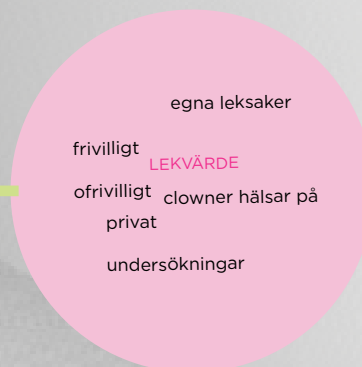 egna leksaker
frivilligt
LEKVÄRDE
ofrivilligt
clowner hälsar på
privat
undersökningar